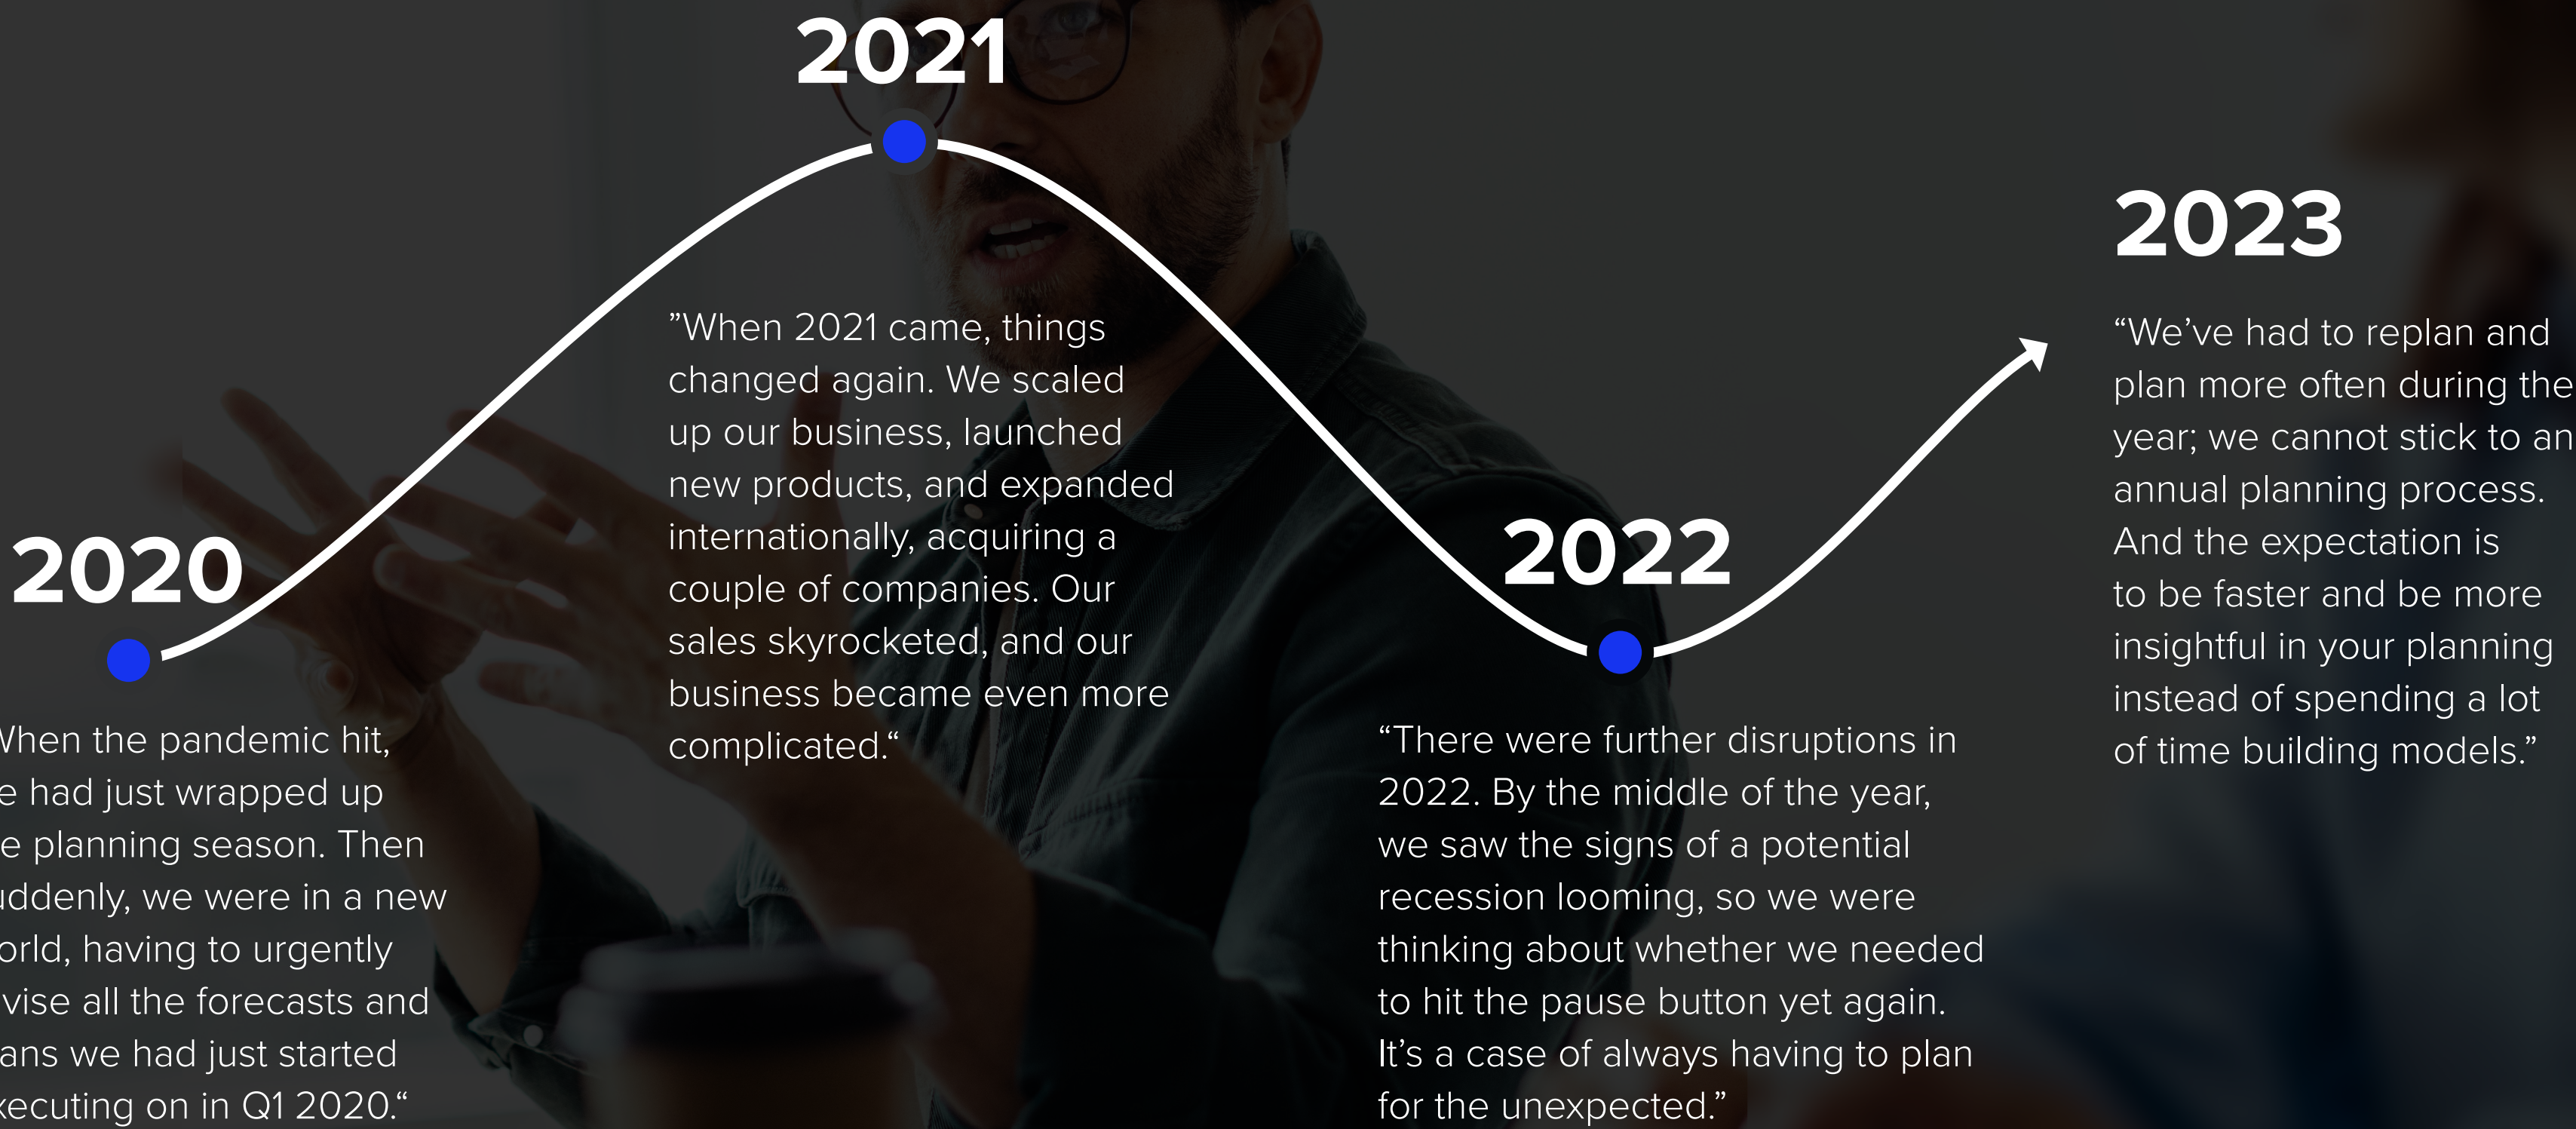 2020
When the pandemic hit,
had just wrapped up
planning season. Then
we were in a new
having to urgently
all the forecasts and
we had just started
on in Q1 2020.“
2021
”When 2021 came, things
changed again. We scaled
up our business, launched
new products, and expanded
internationally, acquiring a
couple of companies. Our
sales skyrocketed, and our
business became even more
complicated.“
2022
“There were further disruptions in
2022. By the middle of the year,
we saw the signs of a potential
recession looming, so we were
thinking about whether we needed
to hit the pause button yet again.
It’s a case of always having to plan
for the unexpected.”
2023
“We’ve had to replan and
plan more often during the
year; we cannot stick to an
annual planning process.
And the expectation is
to be faster and be more
insightful in your planning
instead of spending a lot
of time building models.”